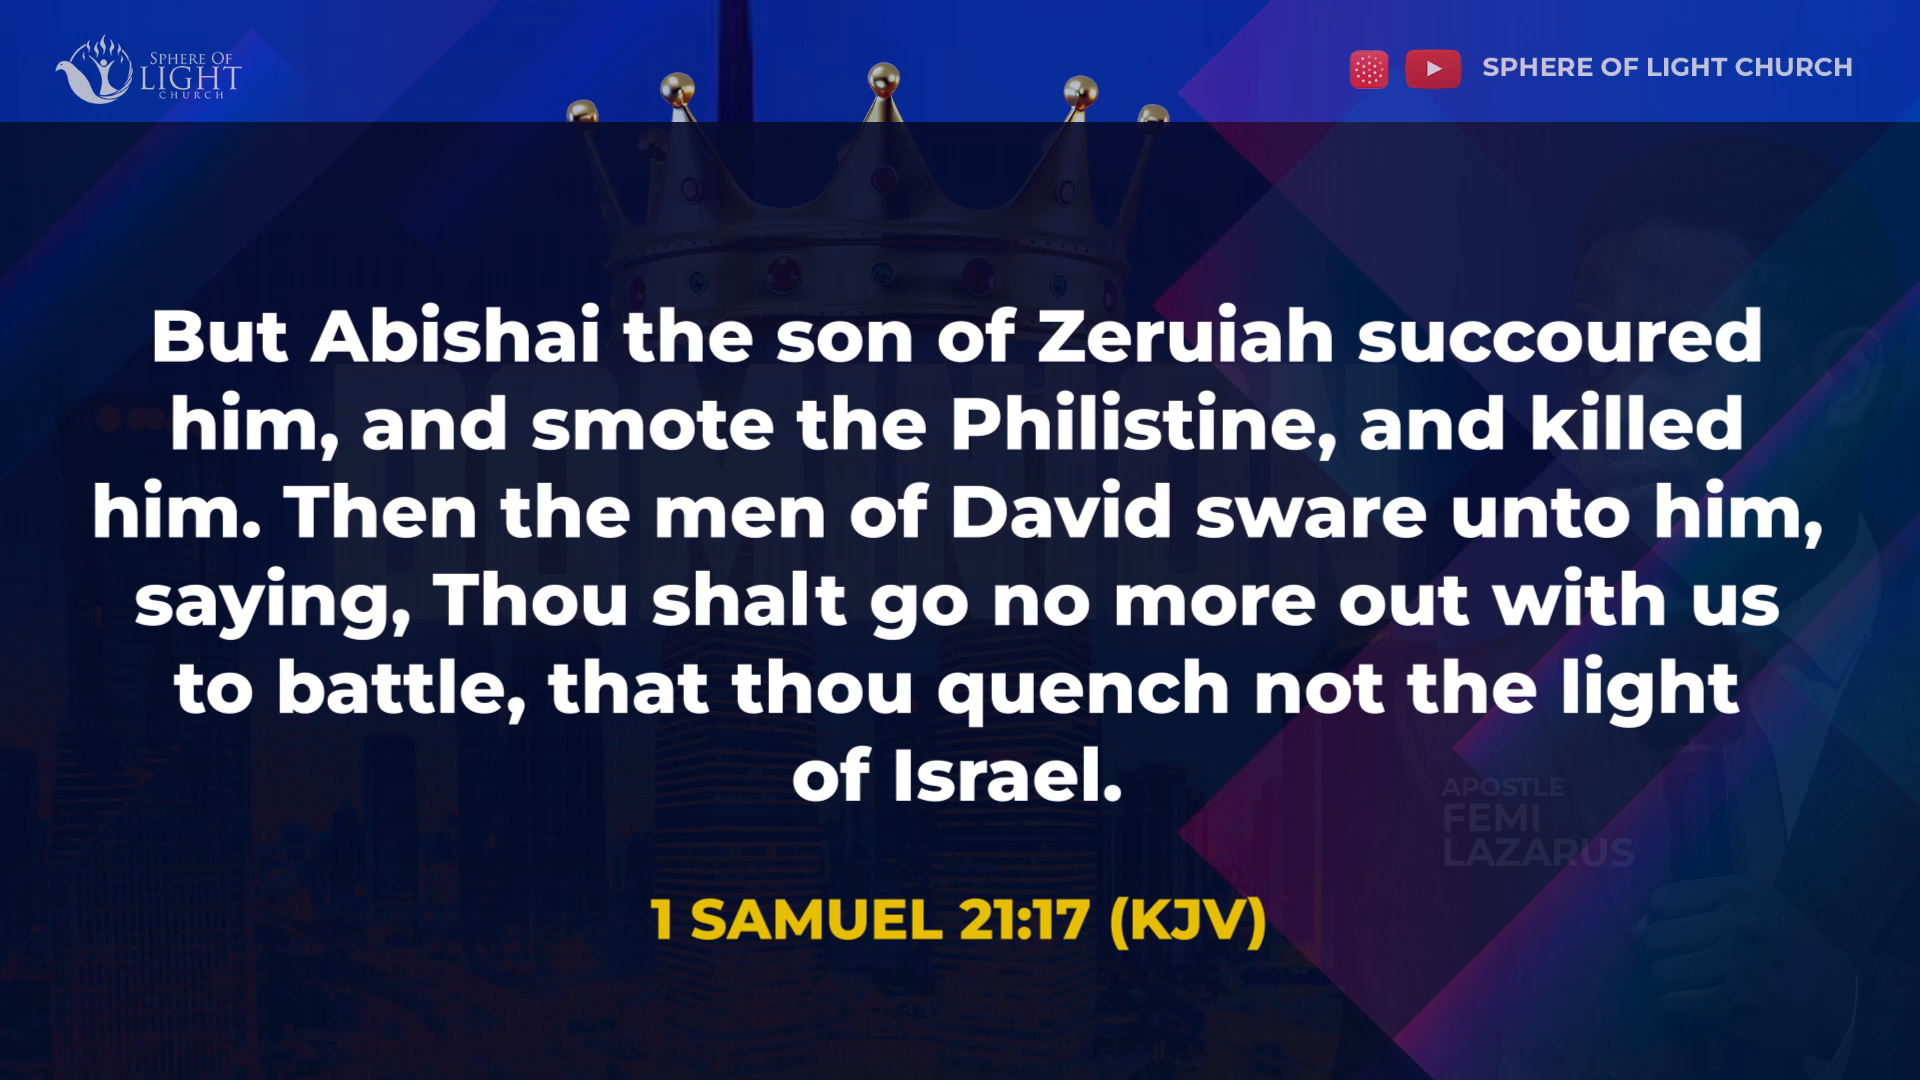 SPHERE OF
LIGHT
CHURCH
SPHERE OF LIGHT CHURCH
DOMINION
But Abishai the son of Zeruiah succoured
him, and smote the Philistine, and killed
him. Then the men of David sware unto him,
saying, Thou shalt go no more out with us
to battle, that thou quench not the light
of Israel.
APOSTLE
FEMI
LAZARUS
1 SAMUEL 21:17 (KJV)